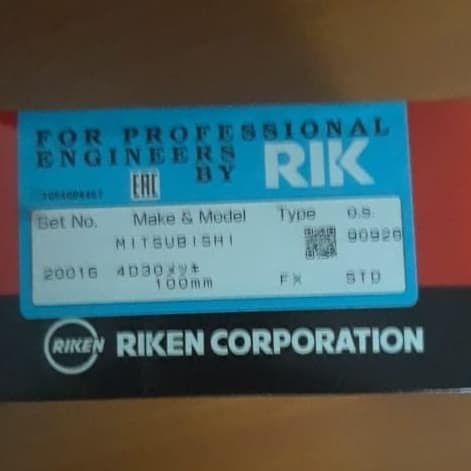 FOR PROFESSIONAL
ENGINEERS
BY RIK
EAC
Set No. Make & Model Type O.S.
MITSUBISHI 90929
20016 4D30メッキ
100mm FX STD
RIKEN RIKEN CORPORATION